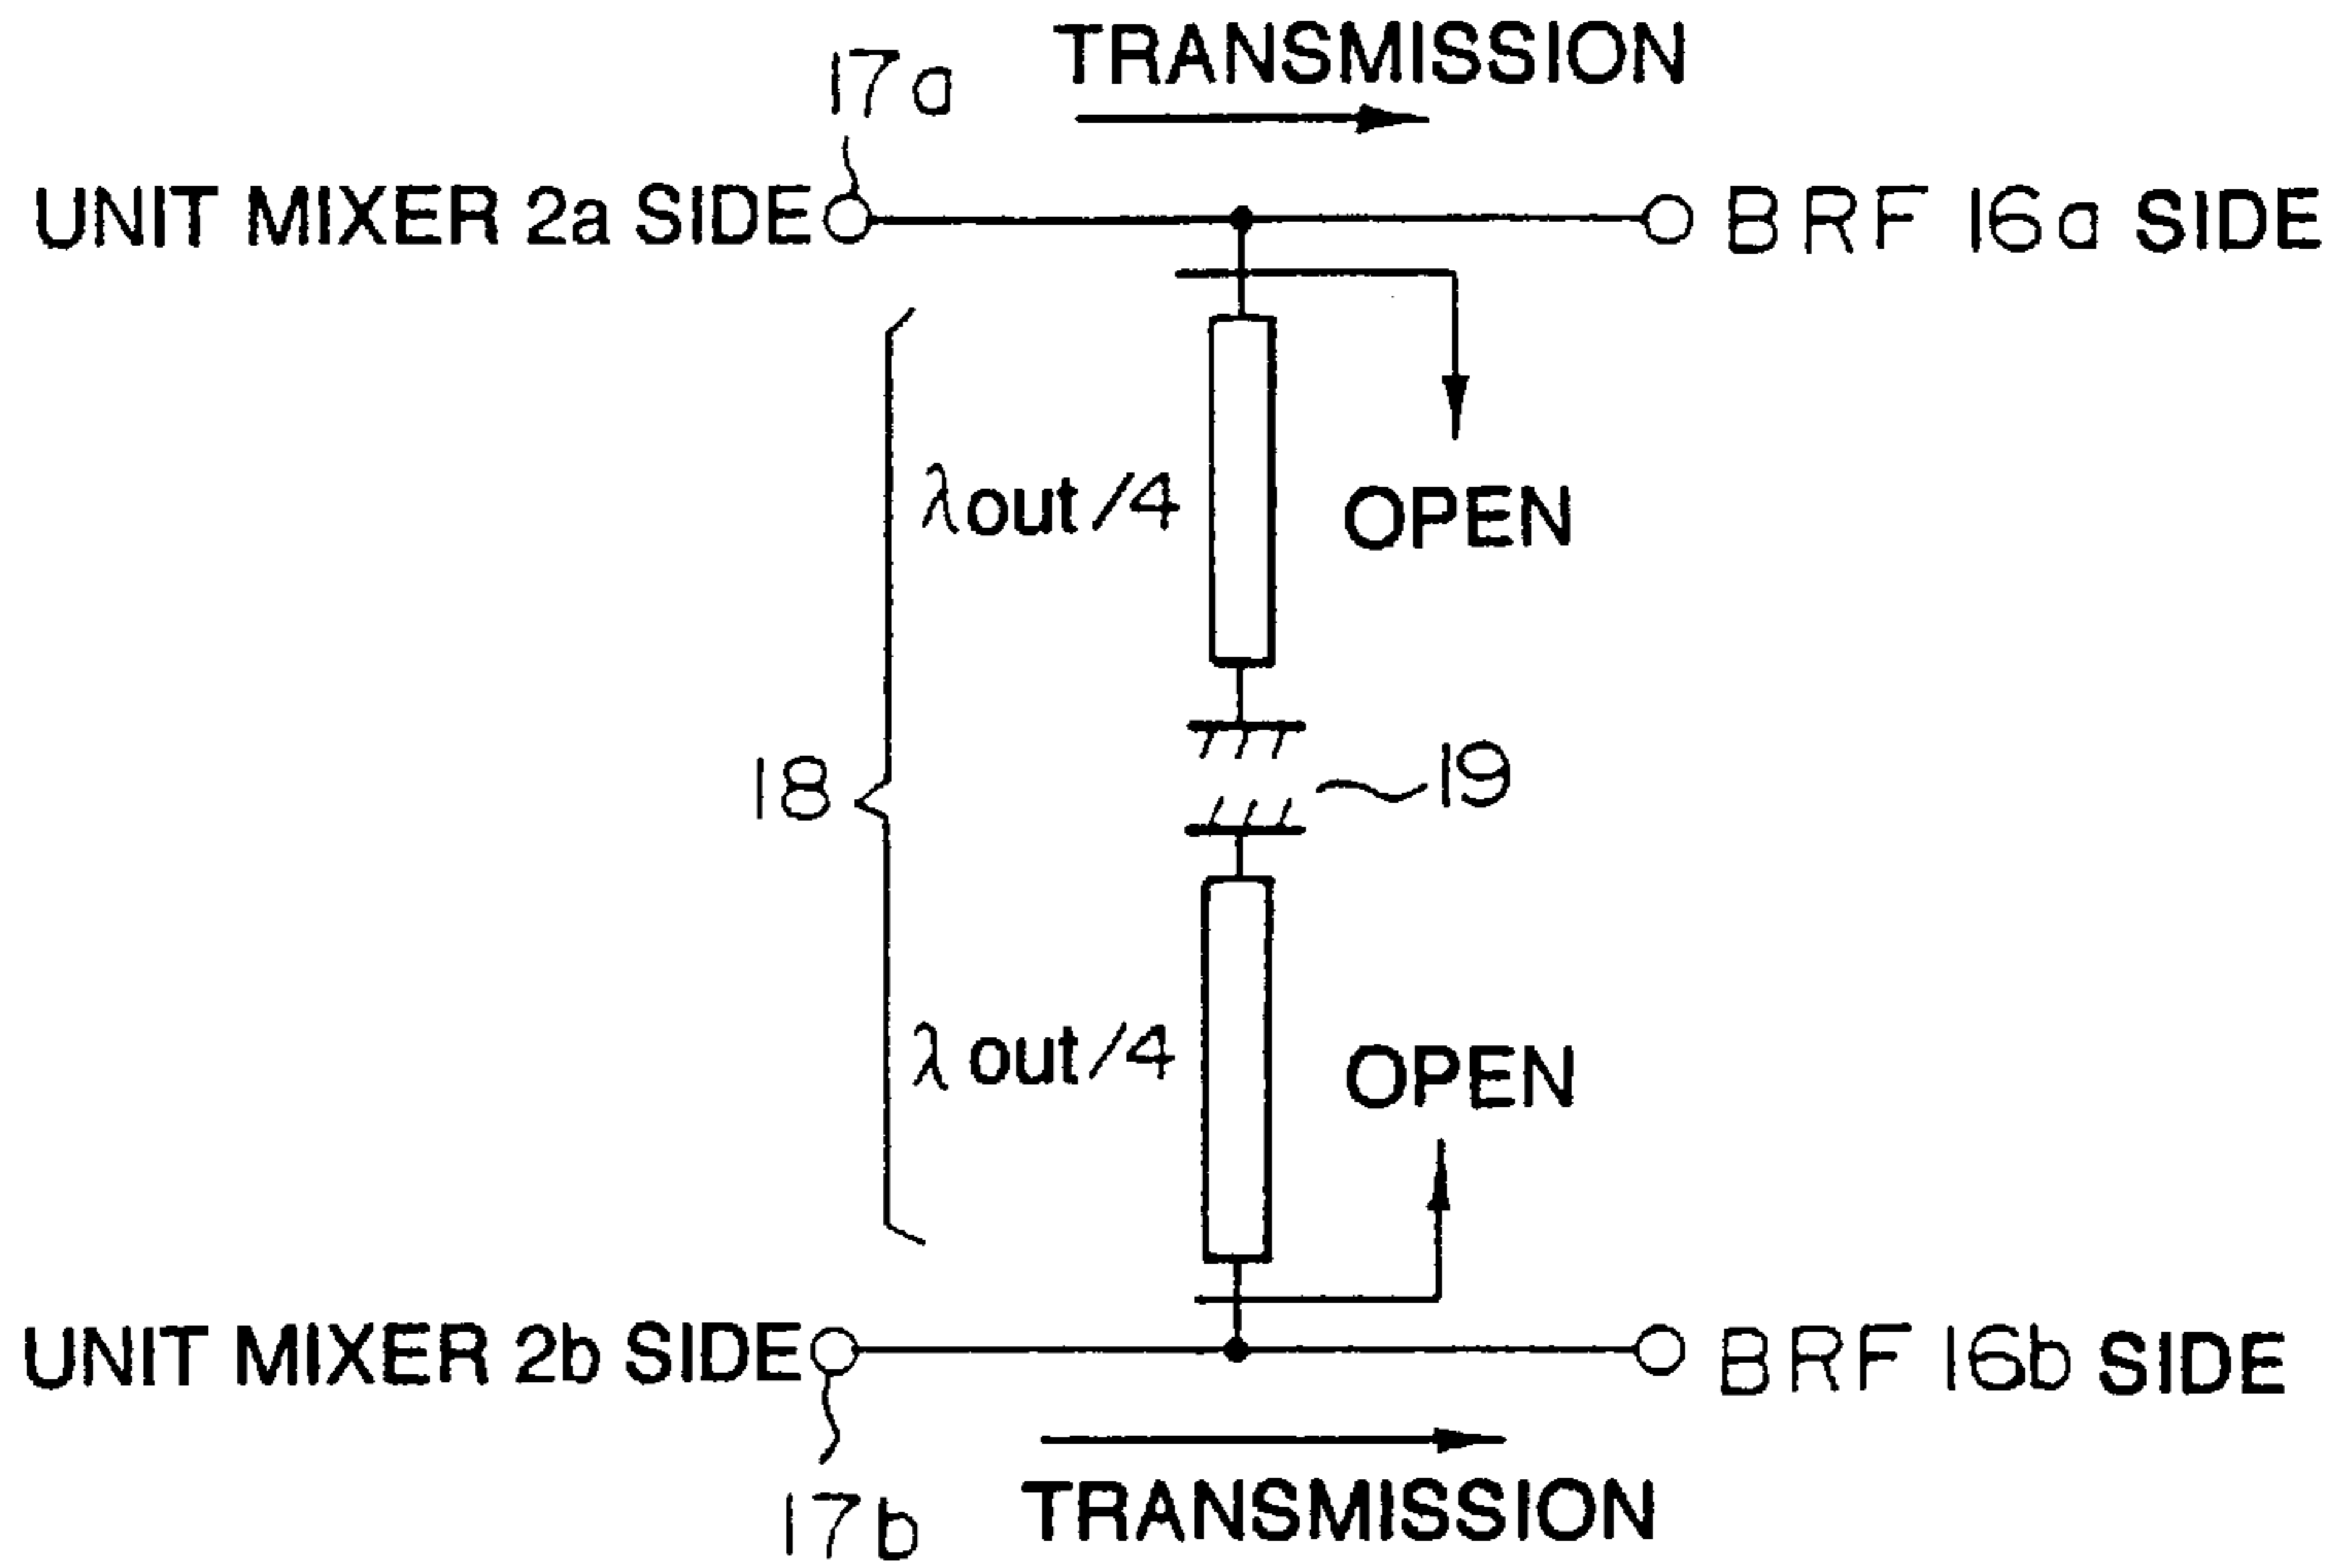 TRANSMISSION
17a
UNIT MIXER 2a SIDE
BRF 16a SIDE
λout/4
OPEN
18
19
λout/4
OPEN
UNIT MIXER 2b SIDE
BRF 16b SIDE
17b
TRANSMISSION